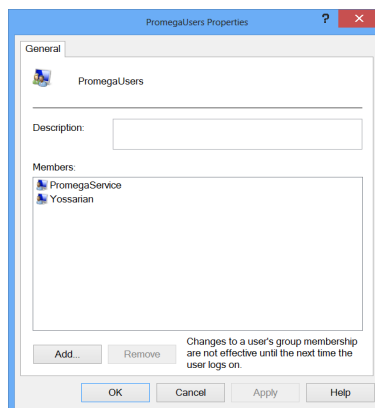 PromegaUsers Properties
?
General
PromegaUsers
Description:
Members:
PromegaService
Yossarian
Add...
Remove
Changes to a user's group membership
are not effective until the next time the
user logs on.
OK
Cancel
Apply
Help